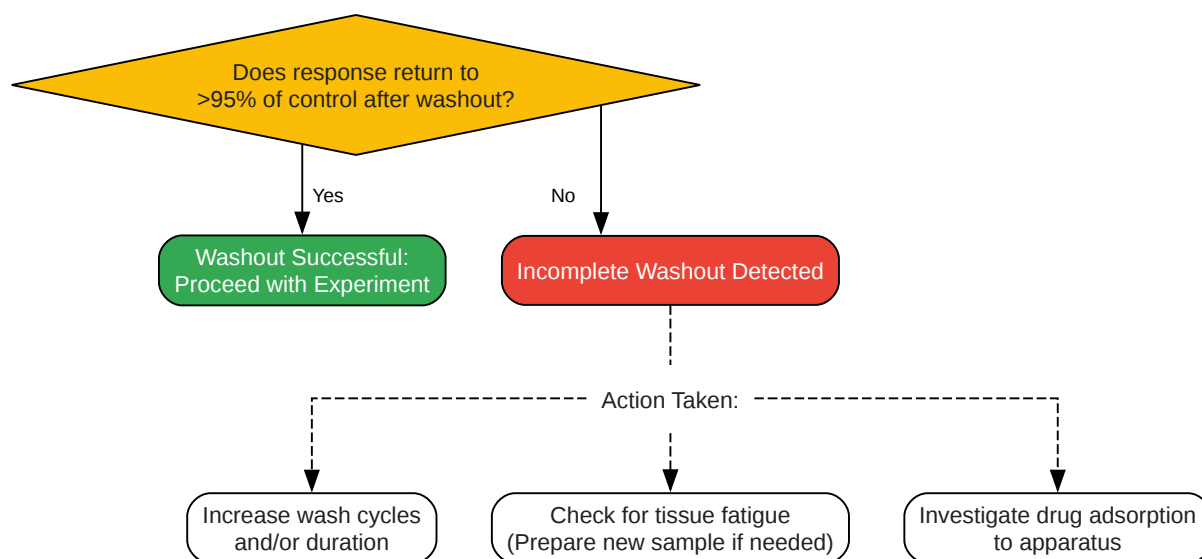 Does response return to
>95% of control after washout?
Yes
No
Washout Successful:
Proceed with Experiment
Incomplete Washout Detected
Action Taken:
Increase wash cycles
and/or duration
Check for tissue fatigue
(Prepare new sample if needed)
Investigate drug adsorption
to apparatus